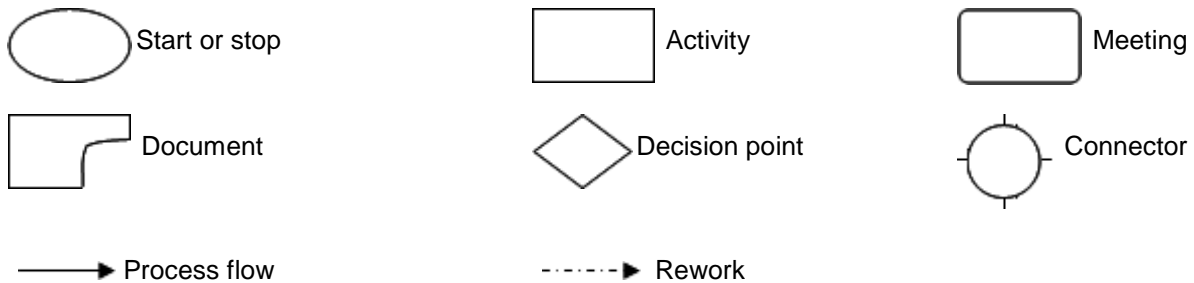 Start or stop
Activity
Meeting
Document
Decision point
Connector
Process flow
Rework